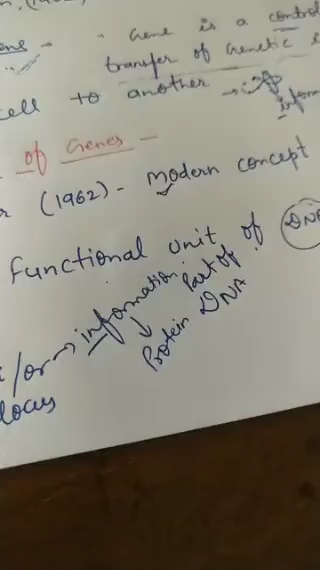 Gene is a control
transfer of Genetic
cell to another → inform
of Genes -
(1962) - modern concept
Functional unit of DNA
/or → information Part of
locus ↓ DNA
Protein